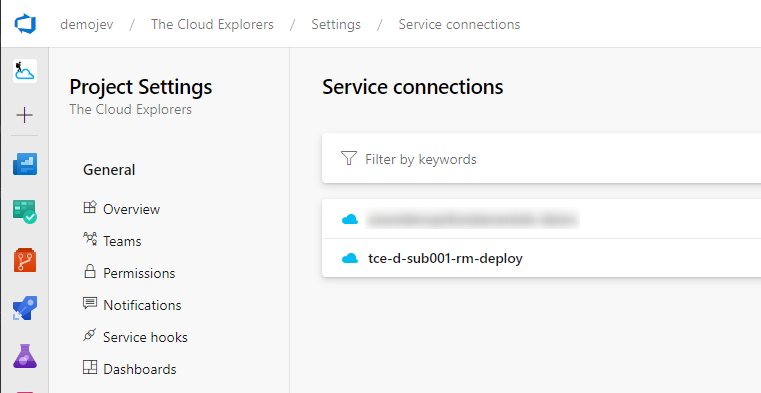 demojev / The Cloud Explorers / Settings / Service connections
Project Settings
The Cloud Explorers
General
Overview
Teams
Permissions
Notifications
Service hooks
Dashboards
Service connections
Filter by keywords
tce-d-sub001-rm-deploy